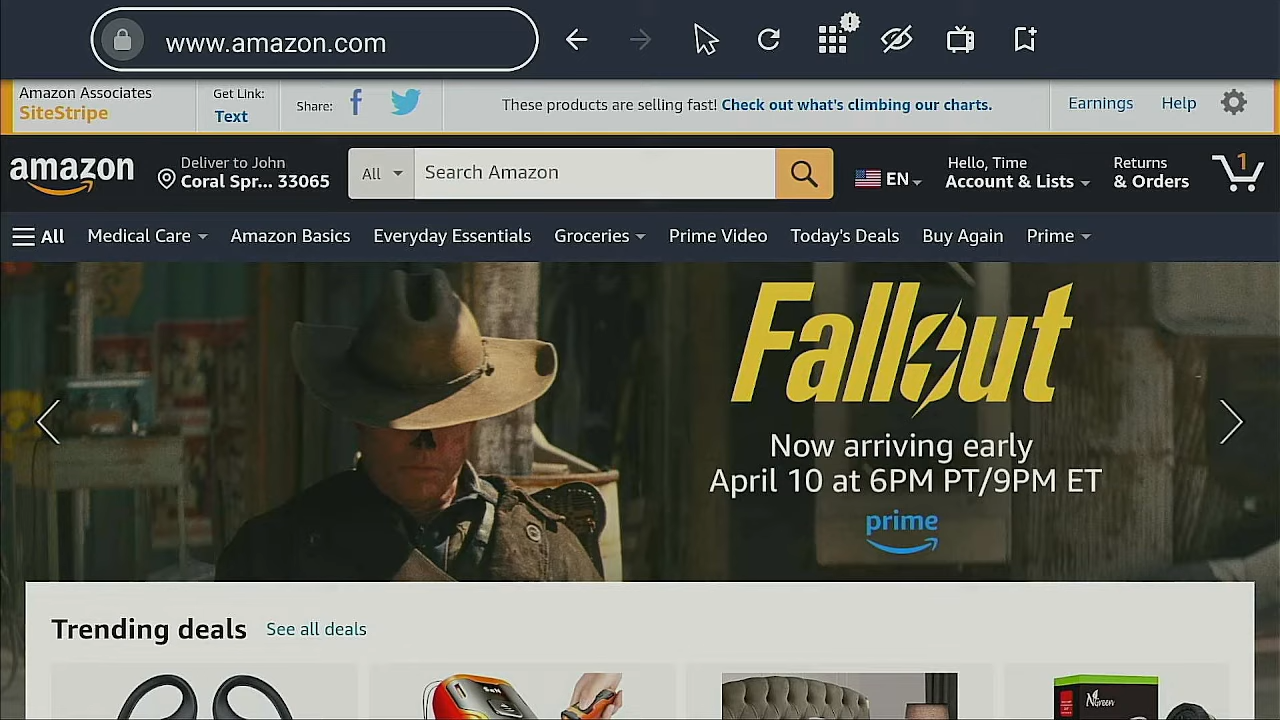 www.amazon.com
Amazon Associates
SiteStripe
Get Link:
Text
Share:
These products are selling fast! Check out what's climbing our charts.
Earnings
Help
amazon
Deliver to John
Coral Spr... 33065
All
Search Amazon
EN
Hello, Time
Account & Lists
Returns
& Orders
1
All
Medical Care
Amazon Basics
Everyday Essentials
Groceries
Prime Video
Today's Deals
Buy Again
Prime
Fallout
Now arriving early
April 10 at 6PM PT/9PM ET
prime
Trending deals
See all deals
NGreen